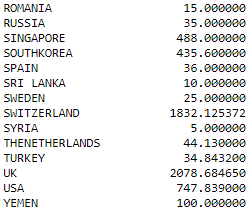 ROMANIA 15.000000
RUSSIA 35.000000
SINGAPORE 488.000000
SOUTHKOREA 435.600000
SPAIN 36.000000
SRI LANKA 10.000000
SWEDEN 25.000000
SWITZERLAND 1832.125372
SYRIA 5.000000
THENETHERLANDS 44.130000
TURKEY 34.843200
UK 2078.684650
USA 747.839000
YEMEN 100.000000